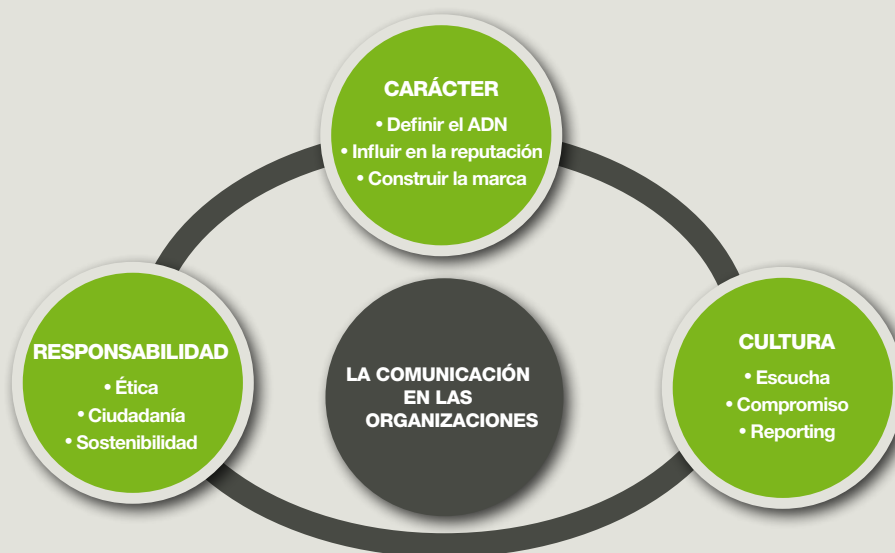 CARÁCTER
• Definir el ADN
• Influir en la reputación
• Construir la marca
RESPONSABILIDAD
• Ética
• Ciudadanía
• Sostenibilidad
LA COMUNICACIÓN
EN LAS
ORGANIZACIONES
CULTURA
• Escucha
• Compromiso
• Reporting